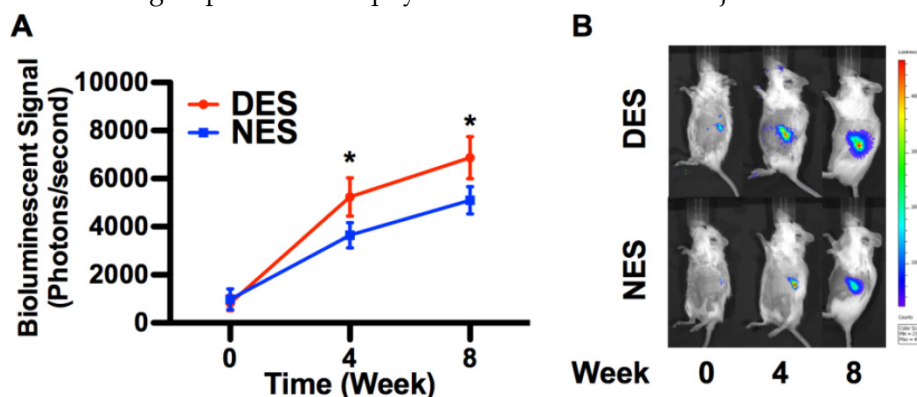 A
B
10000
8000
6000
4000
2000
0
Bioluminescent Signal
(Photons/second)
DES
NES
*
*
0
4
8
Time (Week)
DES
NES
Week
0
4
8
Counts